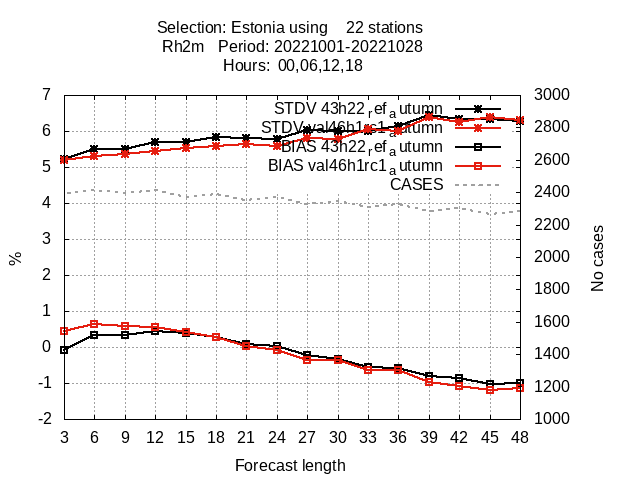 Selection: Estonia using 22 stations
Rh2m Period: 20221001-20221028
Hours: 00,06,12,18
7 3000
STDV 43h22_ref_autumn
6 2800
STDV val46h1rc1_autumn
BIAS 43h22_ref_autumn
5 2600
BIAS val46h1rc1_autumn
CASES
2400
4 2200
3 2000
2 1800
1 1600
0 1400
-1 1200
-2 1000
%
No cases
3 6 9 12 15 18 21 24 27 30 33 36 39 42 45 48
Forecast length